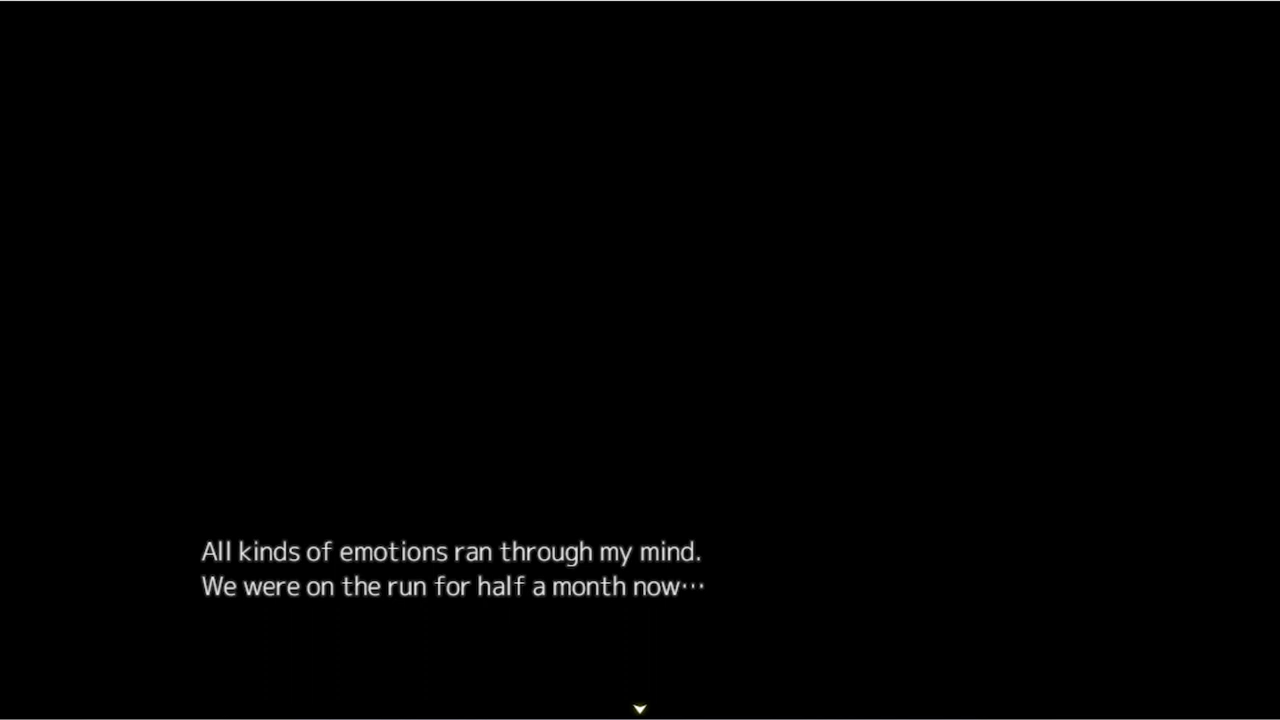 All kinds of emotions ran through my mind.
We were on the run for half a month now⋯